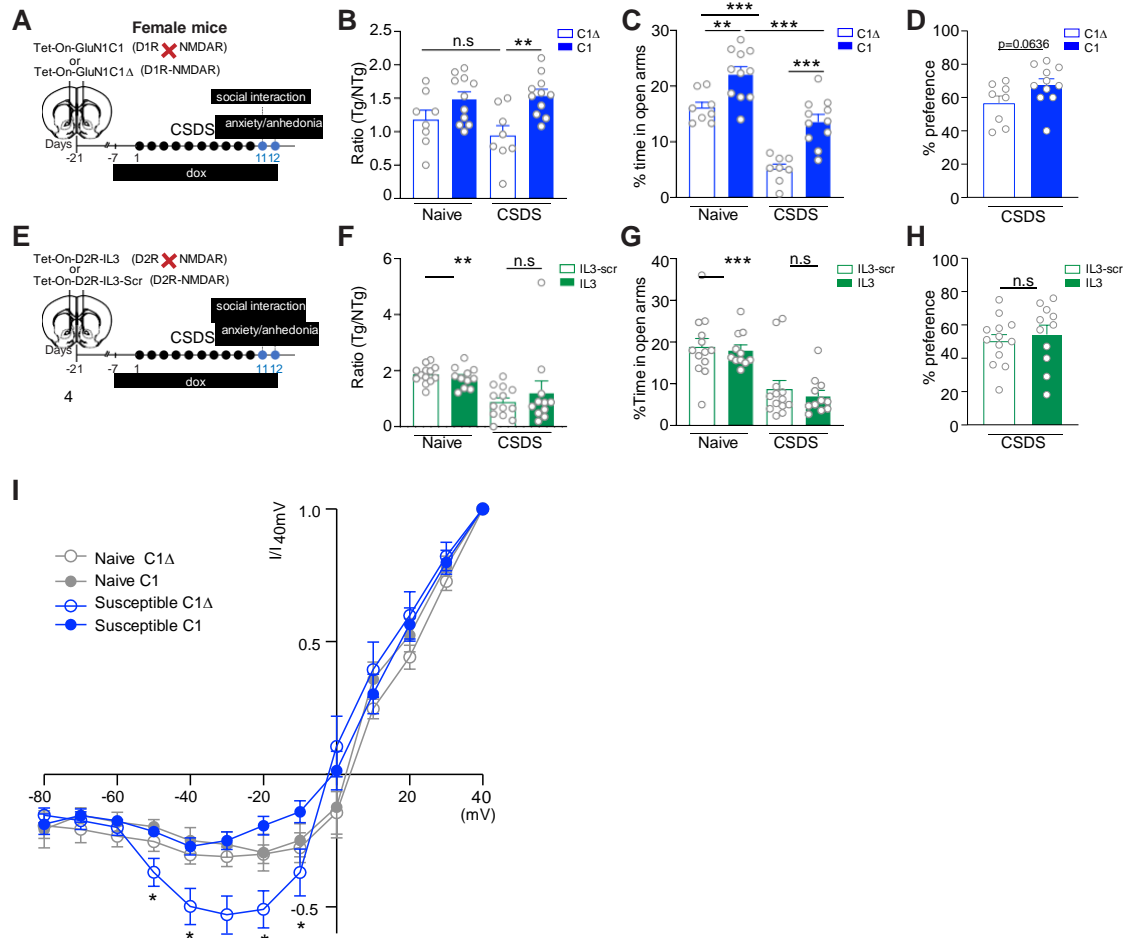 A
Female mice
Tet-On-GluN1C1 (D1R NMDAR)
or
Tet-On-GluN1C1Δ (D1R-NMDAR)
social interaction
anxiety/anhedonia
CSDS
Days
-21
-7
1
11 12
dox
B
C1Δ
C1
n.s
**
Ratio (Tg/NTg)
2.5
2.0
1.5
1.0
0.5
0.0
Naive
CSDS
C
C1Δ
C1
***
**
***
***
% time in open arms
30
20
10
0
Naive
CSDS
D
C1Δ
C1
p=0.0636
% preference
100
80
60
40
20
0
CSDS
E
Tet-On-D2R-IL3 (D2R NMDAR)
or
Tet-On-D2R-IL3-Scr (D2R-NMDAR)
social interaction
anxiety/anhedonia
CSDS
Days
-21
-7
1
11 12
dox
4
F
IL3-scr
IL3
**
n.s
Ratio (Tg/NTg)
6
4
2
0
Naive
CSDS
G
IL3-scr
IL3
***
n.s
%Time in open arms
40
30
20
10
0
Naive
CSDS
H
IL3-scr
IL3
n.s
% preference
100
80
60
40
20
0
CSDS
I
I/I40mV
1.0
0.5
-0.5
Naive C1Δ
Naive C1
Susceptible C1Δ
Susceptible C1
-80
-60
-40
-20
20
40
(mV)
*
*
*
*